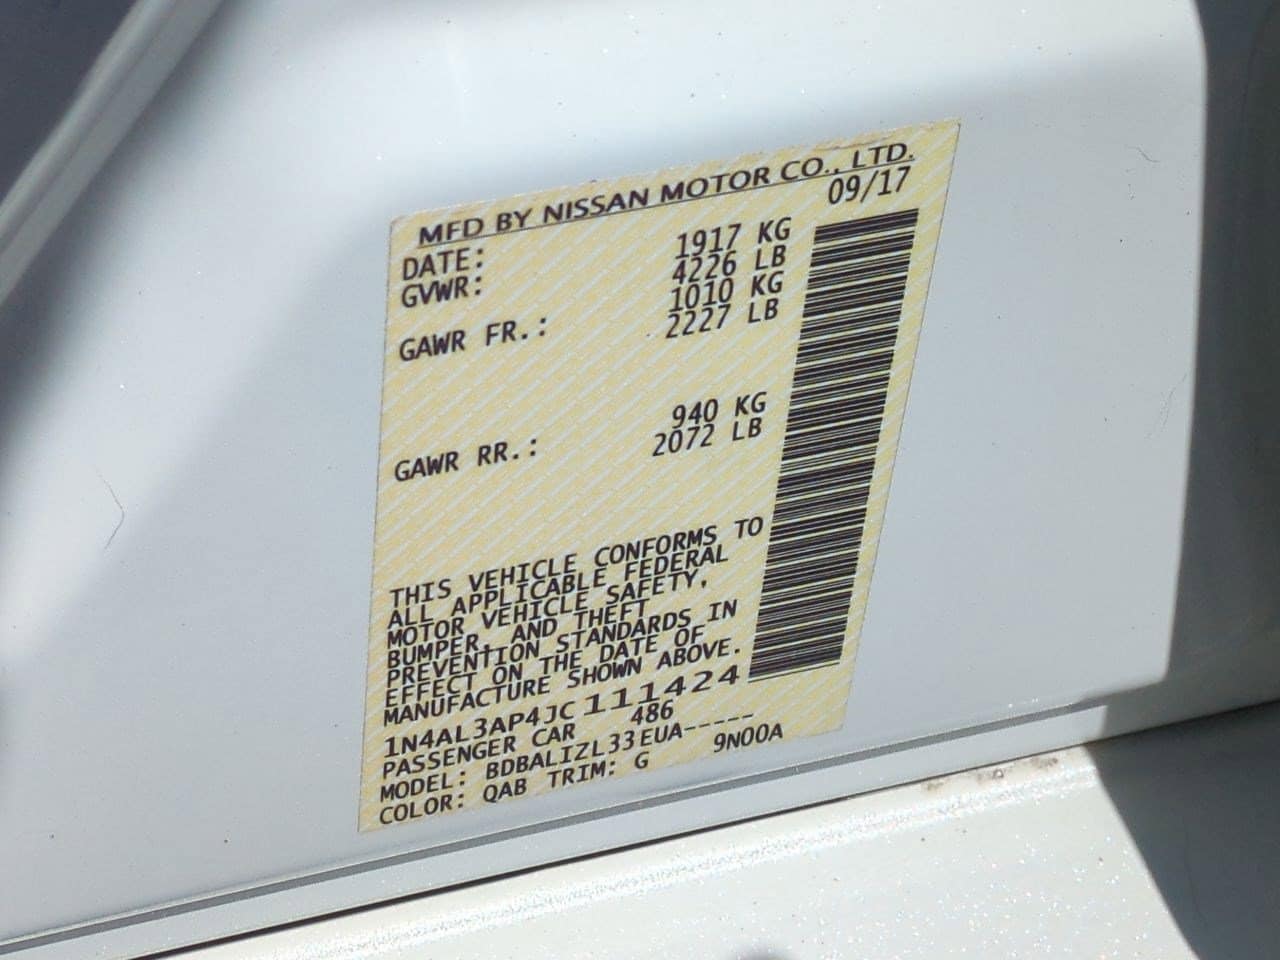 MFD BY NISSAN MOTOR CO., LTD.
DATE: 09/17
GVWR: 1917 KG
4226 LB
GAWR FR.: 1010 KG
2227 LB
GAWR RR.: 940 KG
2072 LB
THIS VEHICLE CONFORMS TO
ALL APPLICABLE FEDERAL
MOTOR VEHICLE SAFETY,
BUMPER, AND THEFT
PREVENTION STANDARDS IN
EFFECT ON THE DATE OF
MANUFACTURE SHOWN ABOVE.
1N4AL3AP4JC111424
PASSENGER CAR 486
MODEL: BDBALIZL33EUA-----
COLOR: QAB TRIM: G 9N00A